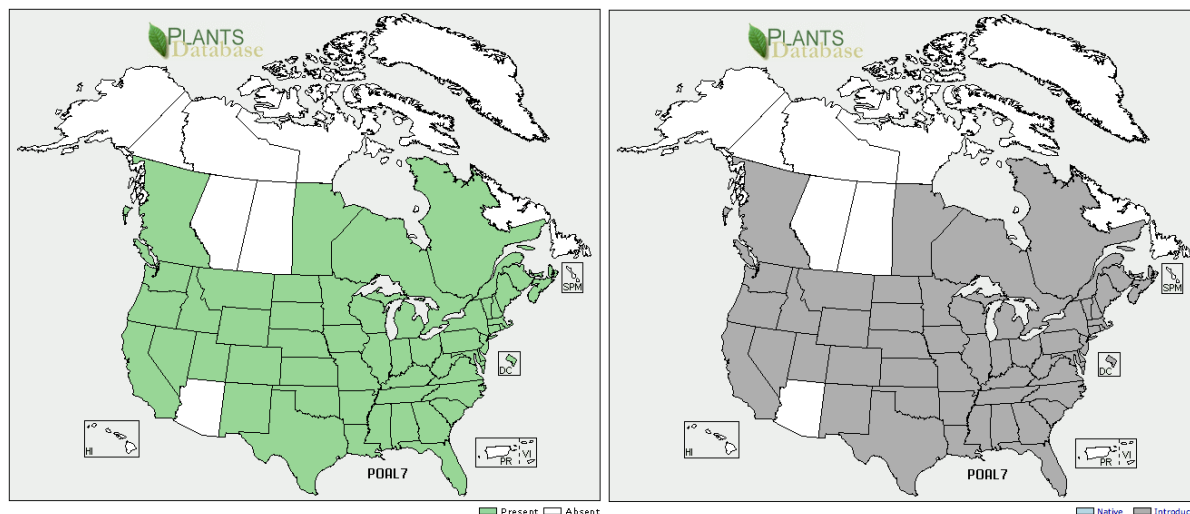 PLANTS
Database
SPM
DC
HI
PR VI
POAL7
Present Absent
PLANTS
Database
SPM
DC
HI
PR VI
POAL7
Native Introduc